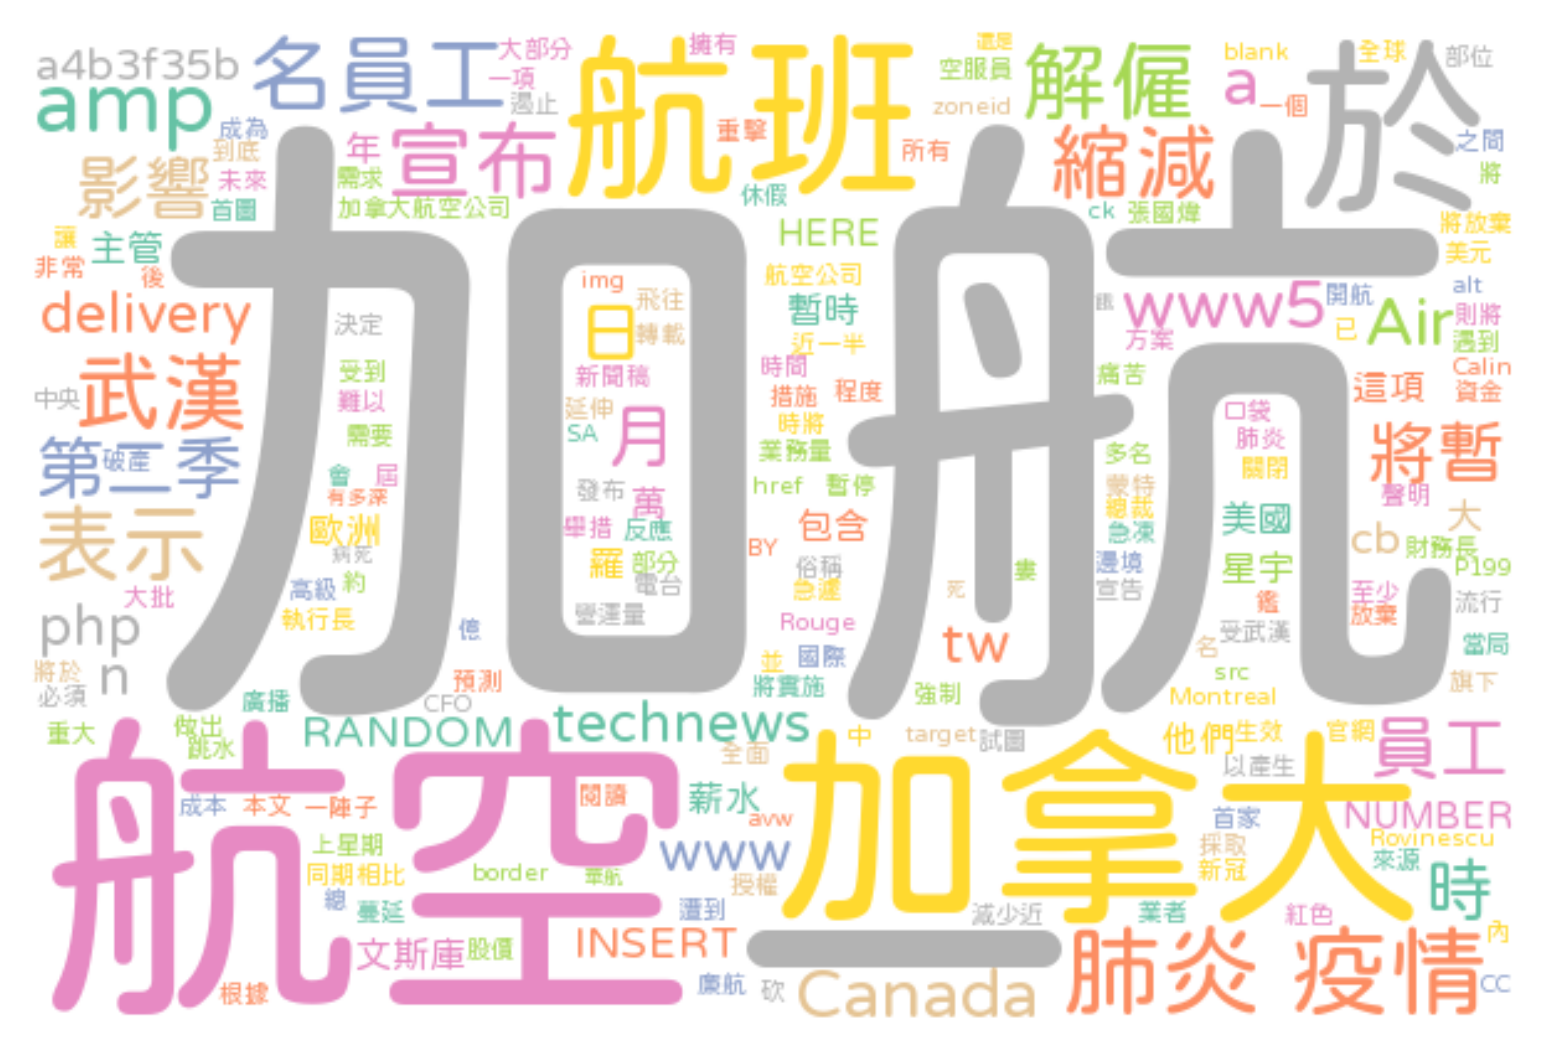 a4b3f35b
名員工
大部分
一項
遏止
航班
擁有
還是
空服員
zoneid
解僱
blank
a
一個
全球
部位
於
amp
成為
到底
未來
首圖
影響
年
需求
宣布
加拿大航空公司
重擊
休假
所有
縮減
ck
張國煒
之間
將
將放棄
美元
讓
非常
主管
後
加航
HERE
航空公司
暫時
近一半
時間
措施
程度
時將
業務量
href
暫停
包含
BY
俗稱
急遽
Rouge
並
國際
將實施
img
日
飛往
轉載
新聞稿
延伸
SA
月
發布
萬
舉措
反應
羅
部分
電台
營運量
delivery
決定
受到
難以
需要
會
屆
有多深
歐洲
病死
高級
約
執行長
億
武漢
中央
第二季
破產
表示
大批
php
n
將於
必須
www5
開航
alt
方案
已
Air
則將
遇到
Calin
資金
痛苦
這項
口袋
肺炎
關閉
多名
蒙特
總裁
急凍
邊境
宣告
將暫
聲明
美國
大
cb
財務長
P199
星宇
鑑
至少
放棄
流行
受武漢
名
當局
src
Montreal
旗下
死
婁
tw
強制
預測
CFO
廣播
重大
做出
跳水
RANDOM
technews
全面
中
target
試圖
他們
生效
官網
以產生
員工
航空
加拿大
成本
本文
一陣子
閱讀
薪水
avw
首家
NUMBER
Rovinescu
採取
新冠
來源
時
上星期
同期相比
border
華航
www
授權
總
蔓延
遭到
減少近
業者
紅色
內
文斯庫
股價
INSERT
一
根據
廉航
砍
Canada
肺炎
疫情
CC